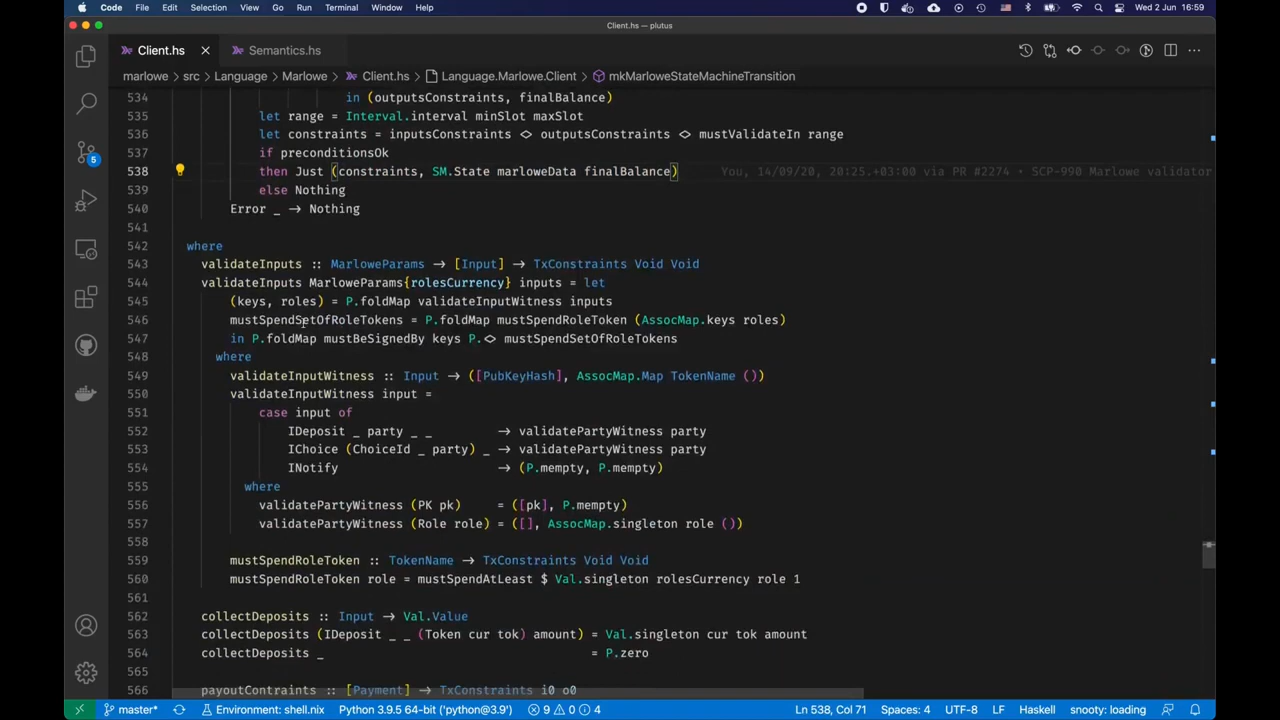 Code File Edit Selection View Go Run Terminal Window Help Wed 2 Jun 16:59
Client.hs — plutus
Client.hs Semantics.hs
marlowe > src > Language > Marlowe > Client.hs > Language.Marlowe.Client > mkMarloweStateMachineTransition
534 in (outputsConstraints, finalBalance)
535 let range = Interval.interval minSlot maxSlot
536 let constraints = inputsConstraints <> outputsConstraints <> mustValidateIn range
537 if preconditionsOk
538 then Just (constraints, SM.State marloweData finalBalance) You, 14/09/20, 20:25.+03:00 via PR #2274 • SCP-990 Marlowe validator
539 else Nothing
540 Error _ → Nothing
541
542 where
543 validateInputs :: MarloweParams → [Input] → TxConstraints Void Void
544 validateInputs MarloweParams{rolesCurrency} inputs = let
545 (keys, roles) = P.foldMap validateInputWitness inputs
546 mustSpendSetOfRoleTokens = P.foldMap mustSpendRoleToken (AssocMap.keys roles)
547 in P.foldMap mustBeSignedBy keys P.<> mustSpendSetOfRoleTokens
548 where
549 validateInputWitness :: Input → ([PubKeyHash], AssocMap.Map TokenName ())
550 validateInputWitness input =
551 case input of
552 IDeposit _ party _ _ → validatePartyWitness party
553 IChoice (ChoiceId _ party) _ → validatePartyWitness party
554 INotify → (P.mempty, P.mempty)
555 where
556 validatePartyWitness (PK pk) = ([pk], P.mempty)
557 validatePartyWitness (Role role) = ([], AssocMap.singleton role ())
558
559 mustSpendRoleToken :: TokenName → TxConstraints Void Void
560 mustSpendRoleToken role = mustSpendAtLeast $ Val.singleton rolesCurrency role 1
561
562 collectDeposits :: Input → Val.Value
563 collectDeposits (IDeposit _ _ (Token cur tok) amount) = Val.singleton cur tok amount
564 collectDeposits _ = P.zero
565
566 payoutContraints :: [Payment] → TxConstraints i0 o0
5
master* Environment: shell.nix Python 3.9.5 64-bit ('python@3.9') 9 0 4 Ln 538, Col 71 Spaces: 4 UTF-8 LF Haskell snooty: loading